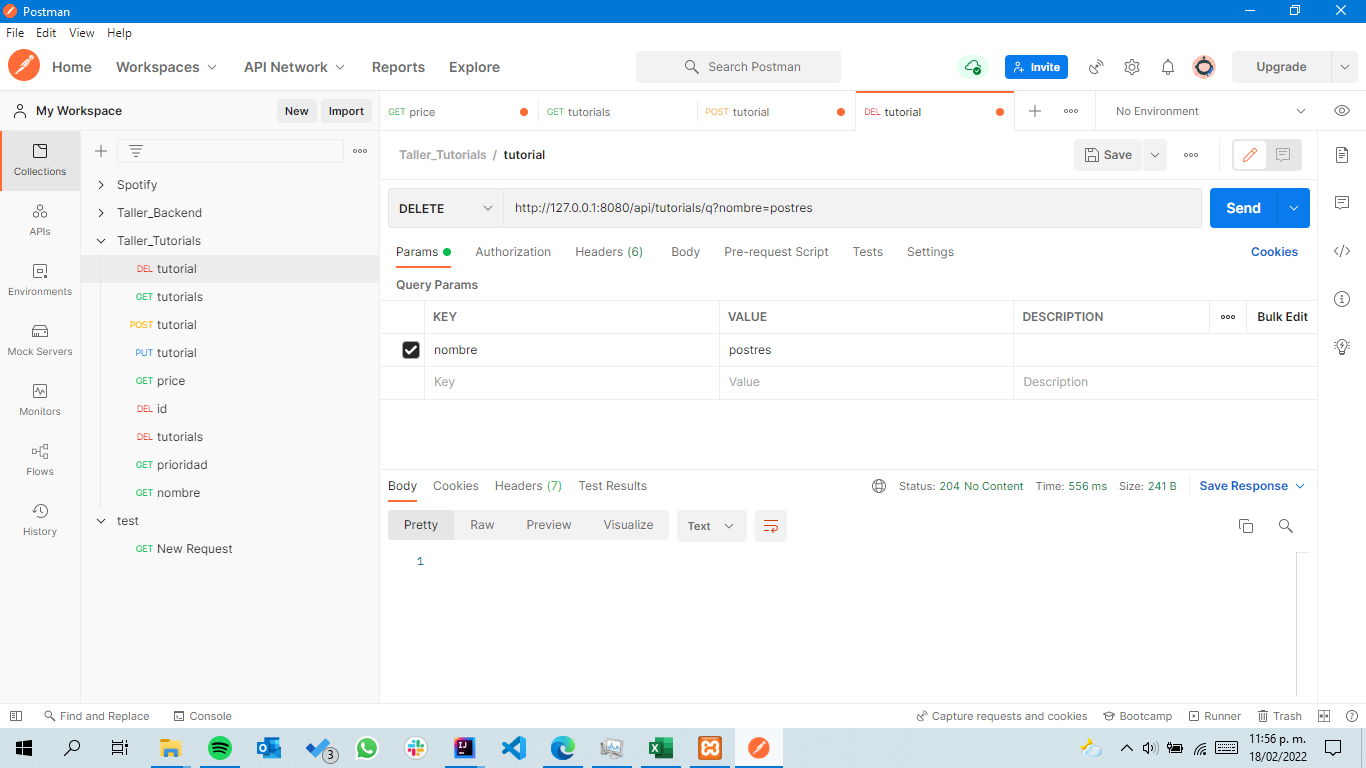 Postman
File Edit View Help
Home Workspaces API Network Reports Explore Search Postman Invite Upgrade
My Workspace New Import
GET price GET tutorials POST tutorial DEL tutorial No Environment
Collections
APIs
Environments
Mock Servers
Monitors
Flows
History
Spotify
Taller_Backend
Taller_Tutorials
DEL tutorial
GET tutorials
POST tutorial
PUT tutorial
GET price
DEL id
DEL tutorials
GET prioridad
GET nombre
test
GET New Request
Taller_Tutorials / tutorial Save
DELETE http://127.0.0.1:8080/api/tutorials/q?nombre=postres Send
Params Authorization Headers (6) Body Pre-request Script Tests Settings Cookies
Query Params
KEY VALUE DESCRIPTION Bulk Edit
nombre postres
Key Value Description
Body Cookies Headers (7) Test Results Status: 204 No Content Time: 556 ms Size: 241 B Save Response
Pretty Raw Preview Visualize Text
1
Find and Replace Console Capture requests and cookies Bootcamp Runner Trash
3
11:56 p. m.
18/02/2022